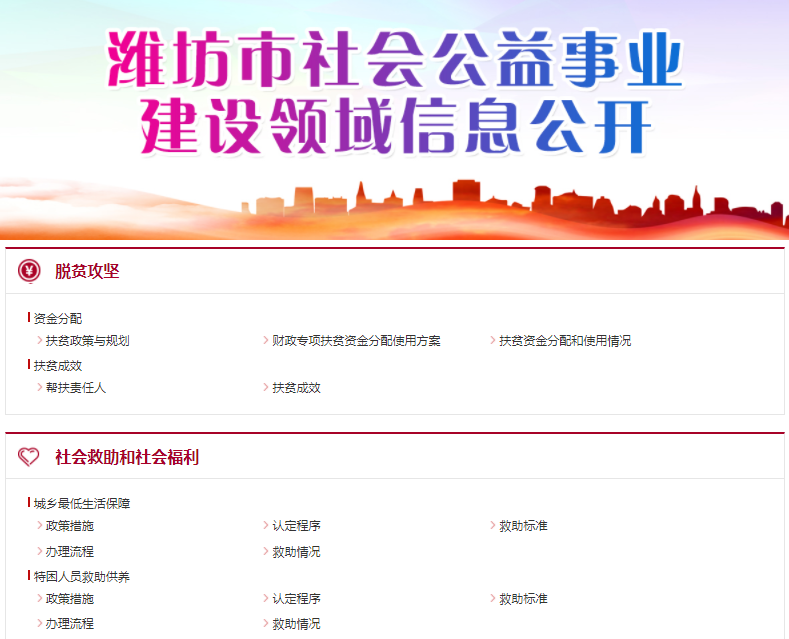 潍坊市社会公益事业
建设领域信息公开
脱贫攻坚
资金分配
扶贫政策与规划 财政专项扶贫资金分配使用方案 扶贫资金分配和使用情况
扶贫成效
帮扶责任人 扶贫成效
社会救助和社会福利
城乡最低生活保障
政策措施 认定程序 救助标准
办理流程 救助情况
特困人员救助供养
政策措施 认定程序 救助标准
办理流程 救助情况